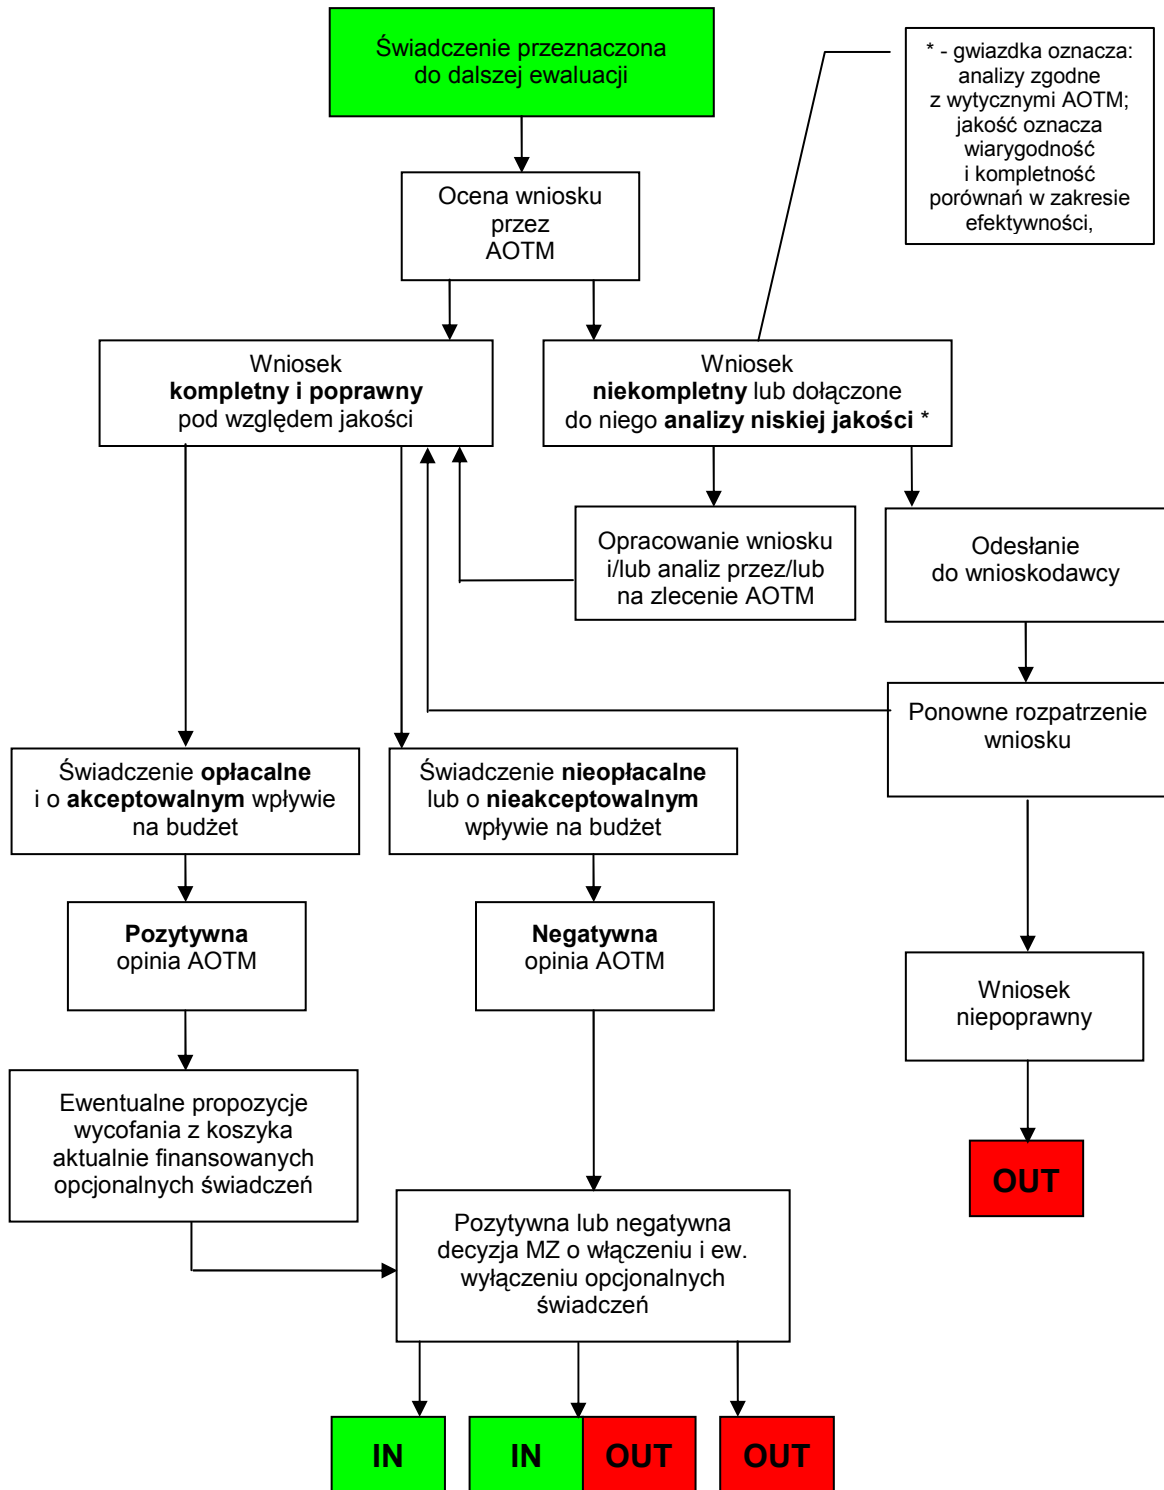 Świadczenie przeznaczona
do dalszej ewaluacji
* - gwiazdka oznacza:
analizy zgodne
z wytycznymi AOTM;
jakość oznacza
wiarygodność
i kompletność
porównań w zakresie
efektywności,
Ocena wniosku
przez
AOTM
Wniosek
kompletny i poprawny
pod względem jakości
Wniosek
niekompletny lub dołączone
do niego analizy niskiej jakości *
Opracowanie wniosku
i/lub analiz przez/lub
na zlecenie AOTM
Odesłanie
do wnioskodawcy
Ponowne rozpatrzenie
wniosku
Świadczenie opłacalne
i o akceptowalnym wpływie
na budżet
Świadczenie nieopłacalne
lub o nieakceptowalnym
wpływie na budżet
Pozytywna
opinia AOTM
Negatywna
opinia AOTM
Wniosek
niepoprawny
Ewentualne propozycje
wycofania z koszyka
aktualnie finansowanych
opcjonalnych świadczeń
OUT
Pozytywna lub negatywna
decyzja MZ o włączeniu i ew.
wyłączeniu opcjonalnych
świadczeń
IN
IN
OUT
OUT